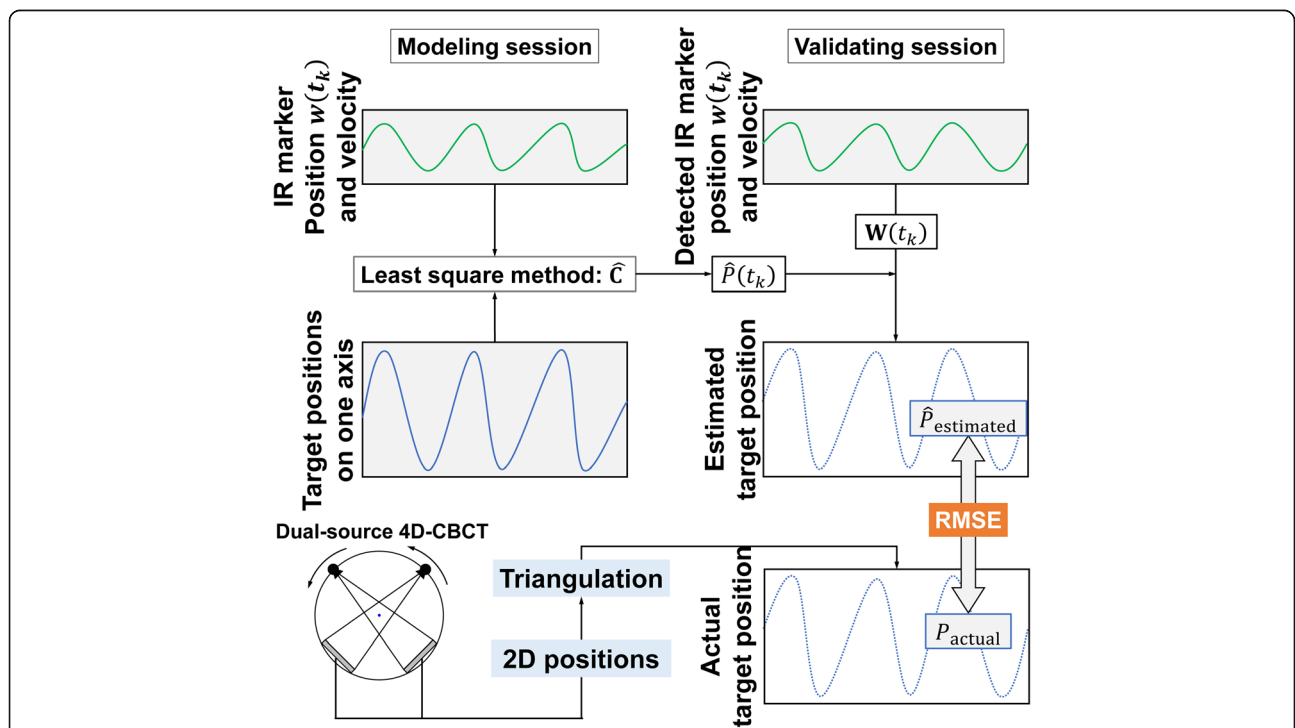 Modeling session
IR marker
Position w(t_k)
and velocity
Least square method: Ĉ
Target positions
on one axis
Validating session
Detected IR marker
position w(t_k)
and velocity
W(t_k)
P̂(t_k)
Estimated
target position
P̂_estimated
RMSE
Dual-source 4D-CBCT
2D positions
Triangulation
Actual
target position
P_actual